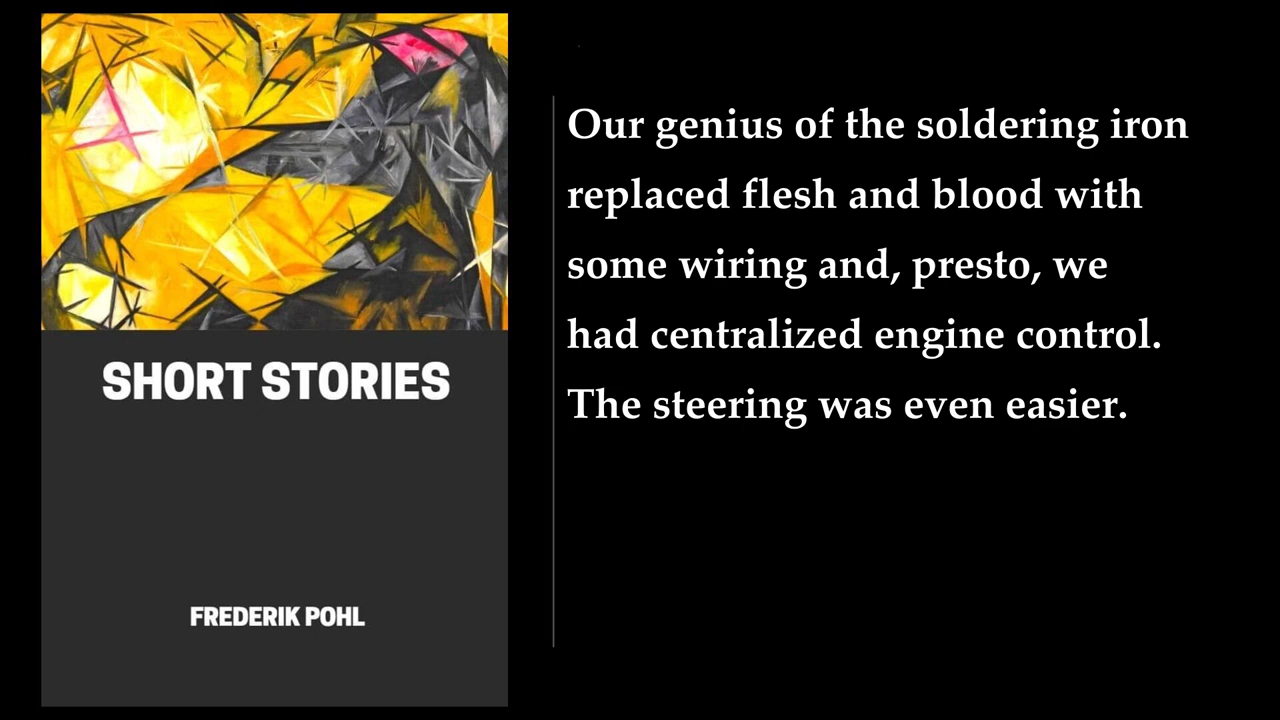 SHORT STORIES
FREDERIK POHL
Our genius of the soldering iron
replaced flesh and blood with
some wiring and, presto, we
had centralized engine control.
The steering was even easier.